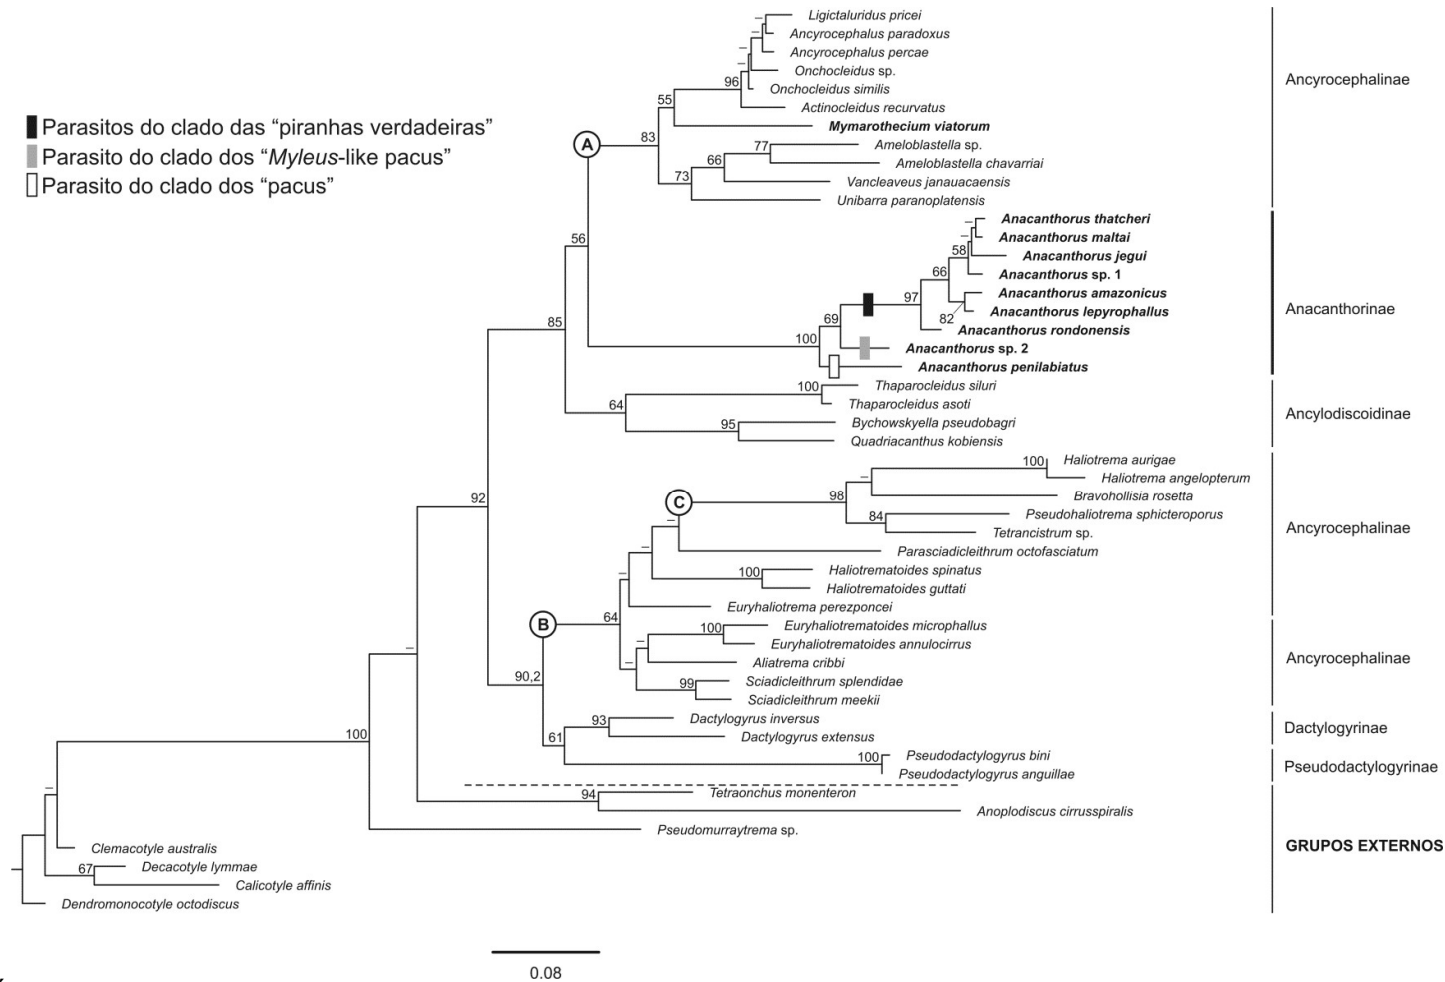 Ligictaluridus pricei
Ancyrocephalus paradoxus
Ancyrocephalus percae
Onchocleidus sp.
Onchocleidus similis
Actinocleidus recurvatus
Mymarothecium viatorum
Ameloblastella sp.
Ameloblastella chavarriai
Vancleaveus janauacaensis
Unibarra paranoplatensis
Ancyrocephalinae
Parasitos do clado das “piranhas verdadeiras”
Parasito do clado dos “Myleus-like pacus”
Parasito do clado dos “pacus”
96
55
83
A
77
66
73
56
Anacanthorus thatcheri
Anacanthorus maltai
Anacanthorus jegui
Anacanthorus sp. 1
Anacanthorus amazonicus
Anacanthorus lepyrophallus
Anacanthorus rondonensis
Anacanthorus sp. 2
Anacanthorus penilabiatus
Anacanthorinae
58
66
97
82
69
100
85
Thaparocleidus siluri
Thaparocleidus asoti
Bychowskyella pseudobagri
Quadriacanthus kobiensis
Ancylodiscoidinae
100
64
95
Haliotrema aurigae
Haliotrema angelopterum
Bravohollisia rosetta
Pseudohaliotrema sphicteroporus
Tetrancistrum sp.
Parasciadicleithrum octofasciatum
Haliotrematoides spinatus
Haliotrematoides guttati
Euryhaliotrema perezponcei
Ancyrocephalinae
100
92
C
98
84
100
B
64
Euryhaliotrematoides microphallus
Euryhaliotrematoides annulocirrus
Aliatrema cribbi
Sciadicleithrum splendidae
Sciadicleithrum meekii
Ancyrocephalinae
100
90,2
99
Dactylogyrus inversus
Dactylogyrus extensus
Dactylogyrinae
93
61
100
Pseudodactylogyrus bini
Pseudodactylogyrus anguillae
Pseudodactylogyrinae
100
94
Tetraonchus monenteron
Anoplodiscus cirrusspiralis
Pseudomurraytrema sp.
Clemacotyle australis
67
Decacotyle lymmae
Calicotyle affinis
Dendromonocotyle octodiscus
GRUPOS EXTERNOS
0.08